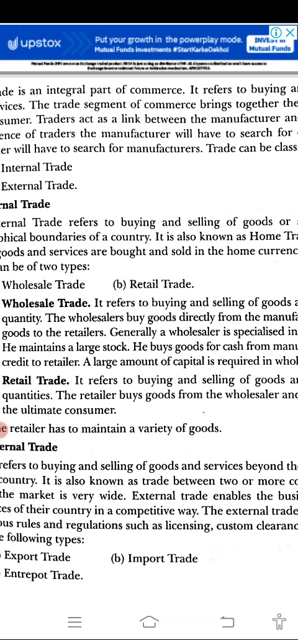 upstox
Put your growth in the powerplay mode.
Mutual Funds investments #StartKarkeDekho!
INVEST IN
Mutual Funds
ade is an integral part of commerce. It refers to buying a
vices. The trade segment of commerce brings together the
sumer. Traders act as a link between the manufacturer an
ence of traders the manufacturer will have to search for
er will have to search for manufacturers. Trade can be class
Internal Trade
External Trade.
rnal Trade
ternal Trade refers to buying and selling of goods or
phical boundaries of a country. It is also known as Home Tra
goods and services are bought and sold in the home currenc
an be of two types:
Wholesale Trade (b) Retail Trade.
Wholesale Trade. It refers to buying and selling of goods a
quantity. The wholesalers buy goods directly from the manufa
goods to the retailers. Generally a wholesaler is specialised in
He maintains a large stock. He buys goods for cash from manu
credit to retailer. A large amount of capital is required in whol
Retail Trade. It refers to buying and selling of goods an
quantities. The retailer buys goods from the wholesaler and
the ultimate consumer.
e retailer has to maintain a variety of goods.
ernal Trade
refers to buying and selling of goods and services beyond th
country. It is also known as trade between two or more co
the market is very wide. External trade enables the busi
ces of their country in a competitive way. The external trade
ous rules and regulations such as licensing, custom clearanc
e following types:
Export Trade (b) Import Trade
Entrepot Trade.